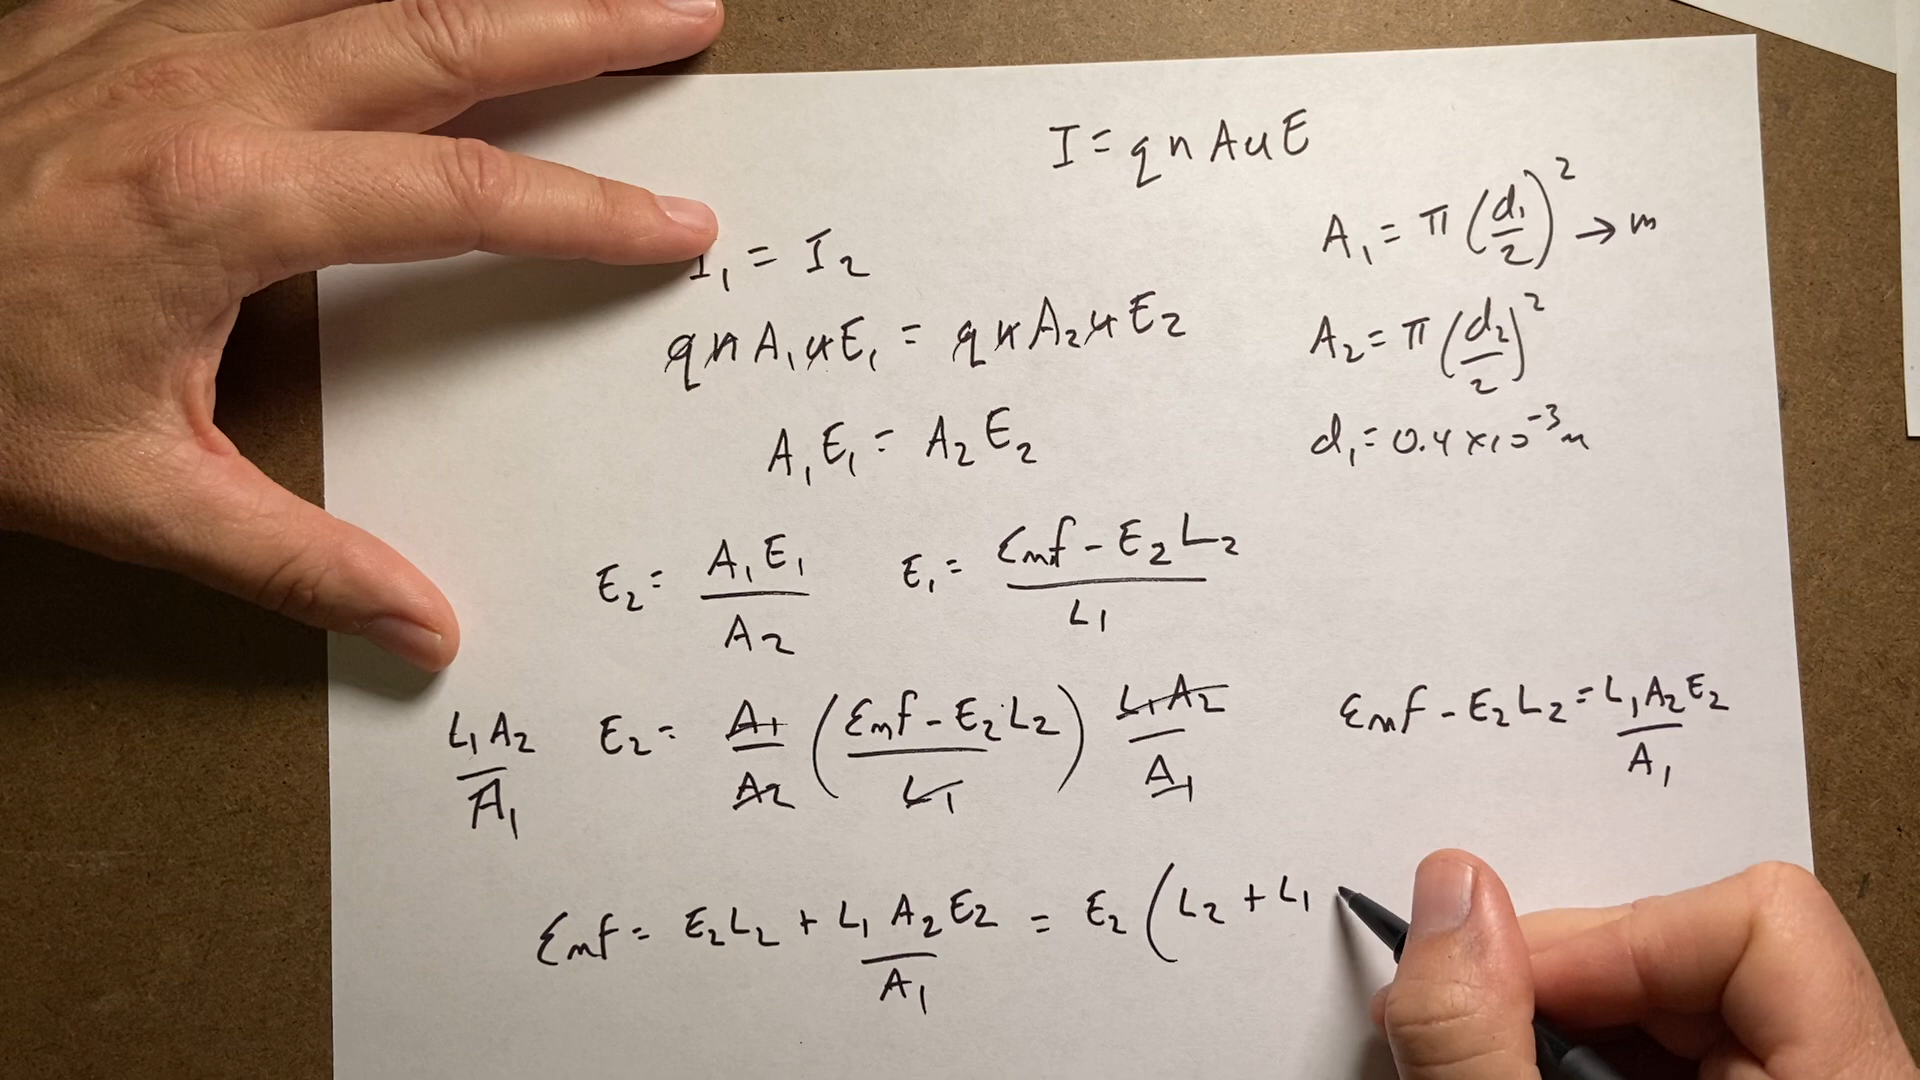 I = q n A u E
A₁ = π (d₁/2)² → m
I₁ = I₂
q n A₁ u E₁ = q n A₂ u E₂
A₂ = π (d₂/2)²
A₁ E₁ = A₂ E₂
d₁ = 0.4 × 10⁻³ m
E₂ = A₁ E₁ / A₂
E₁ = (Emf - E₂ L₂) / L₁
L₁ A₂ / A₁
E₂ = A₁ / A₂ ((Emf - E₂ L₂) / L₁) L₁ A₂ / A₁
Emf - E₂ L₂ = L₁ A₂ E₂ / A₁
Emf = E₂ L₂ + L₁ A₂ E₂ / A₁ = E₂ (L₂ + L₁